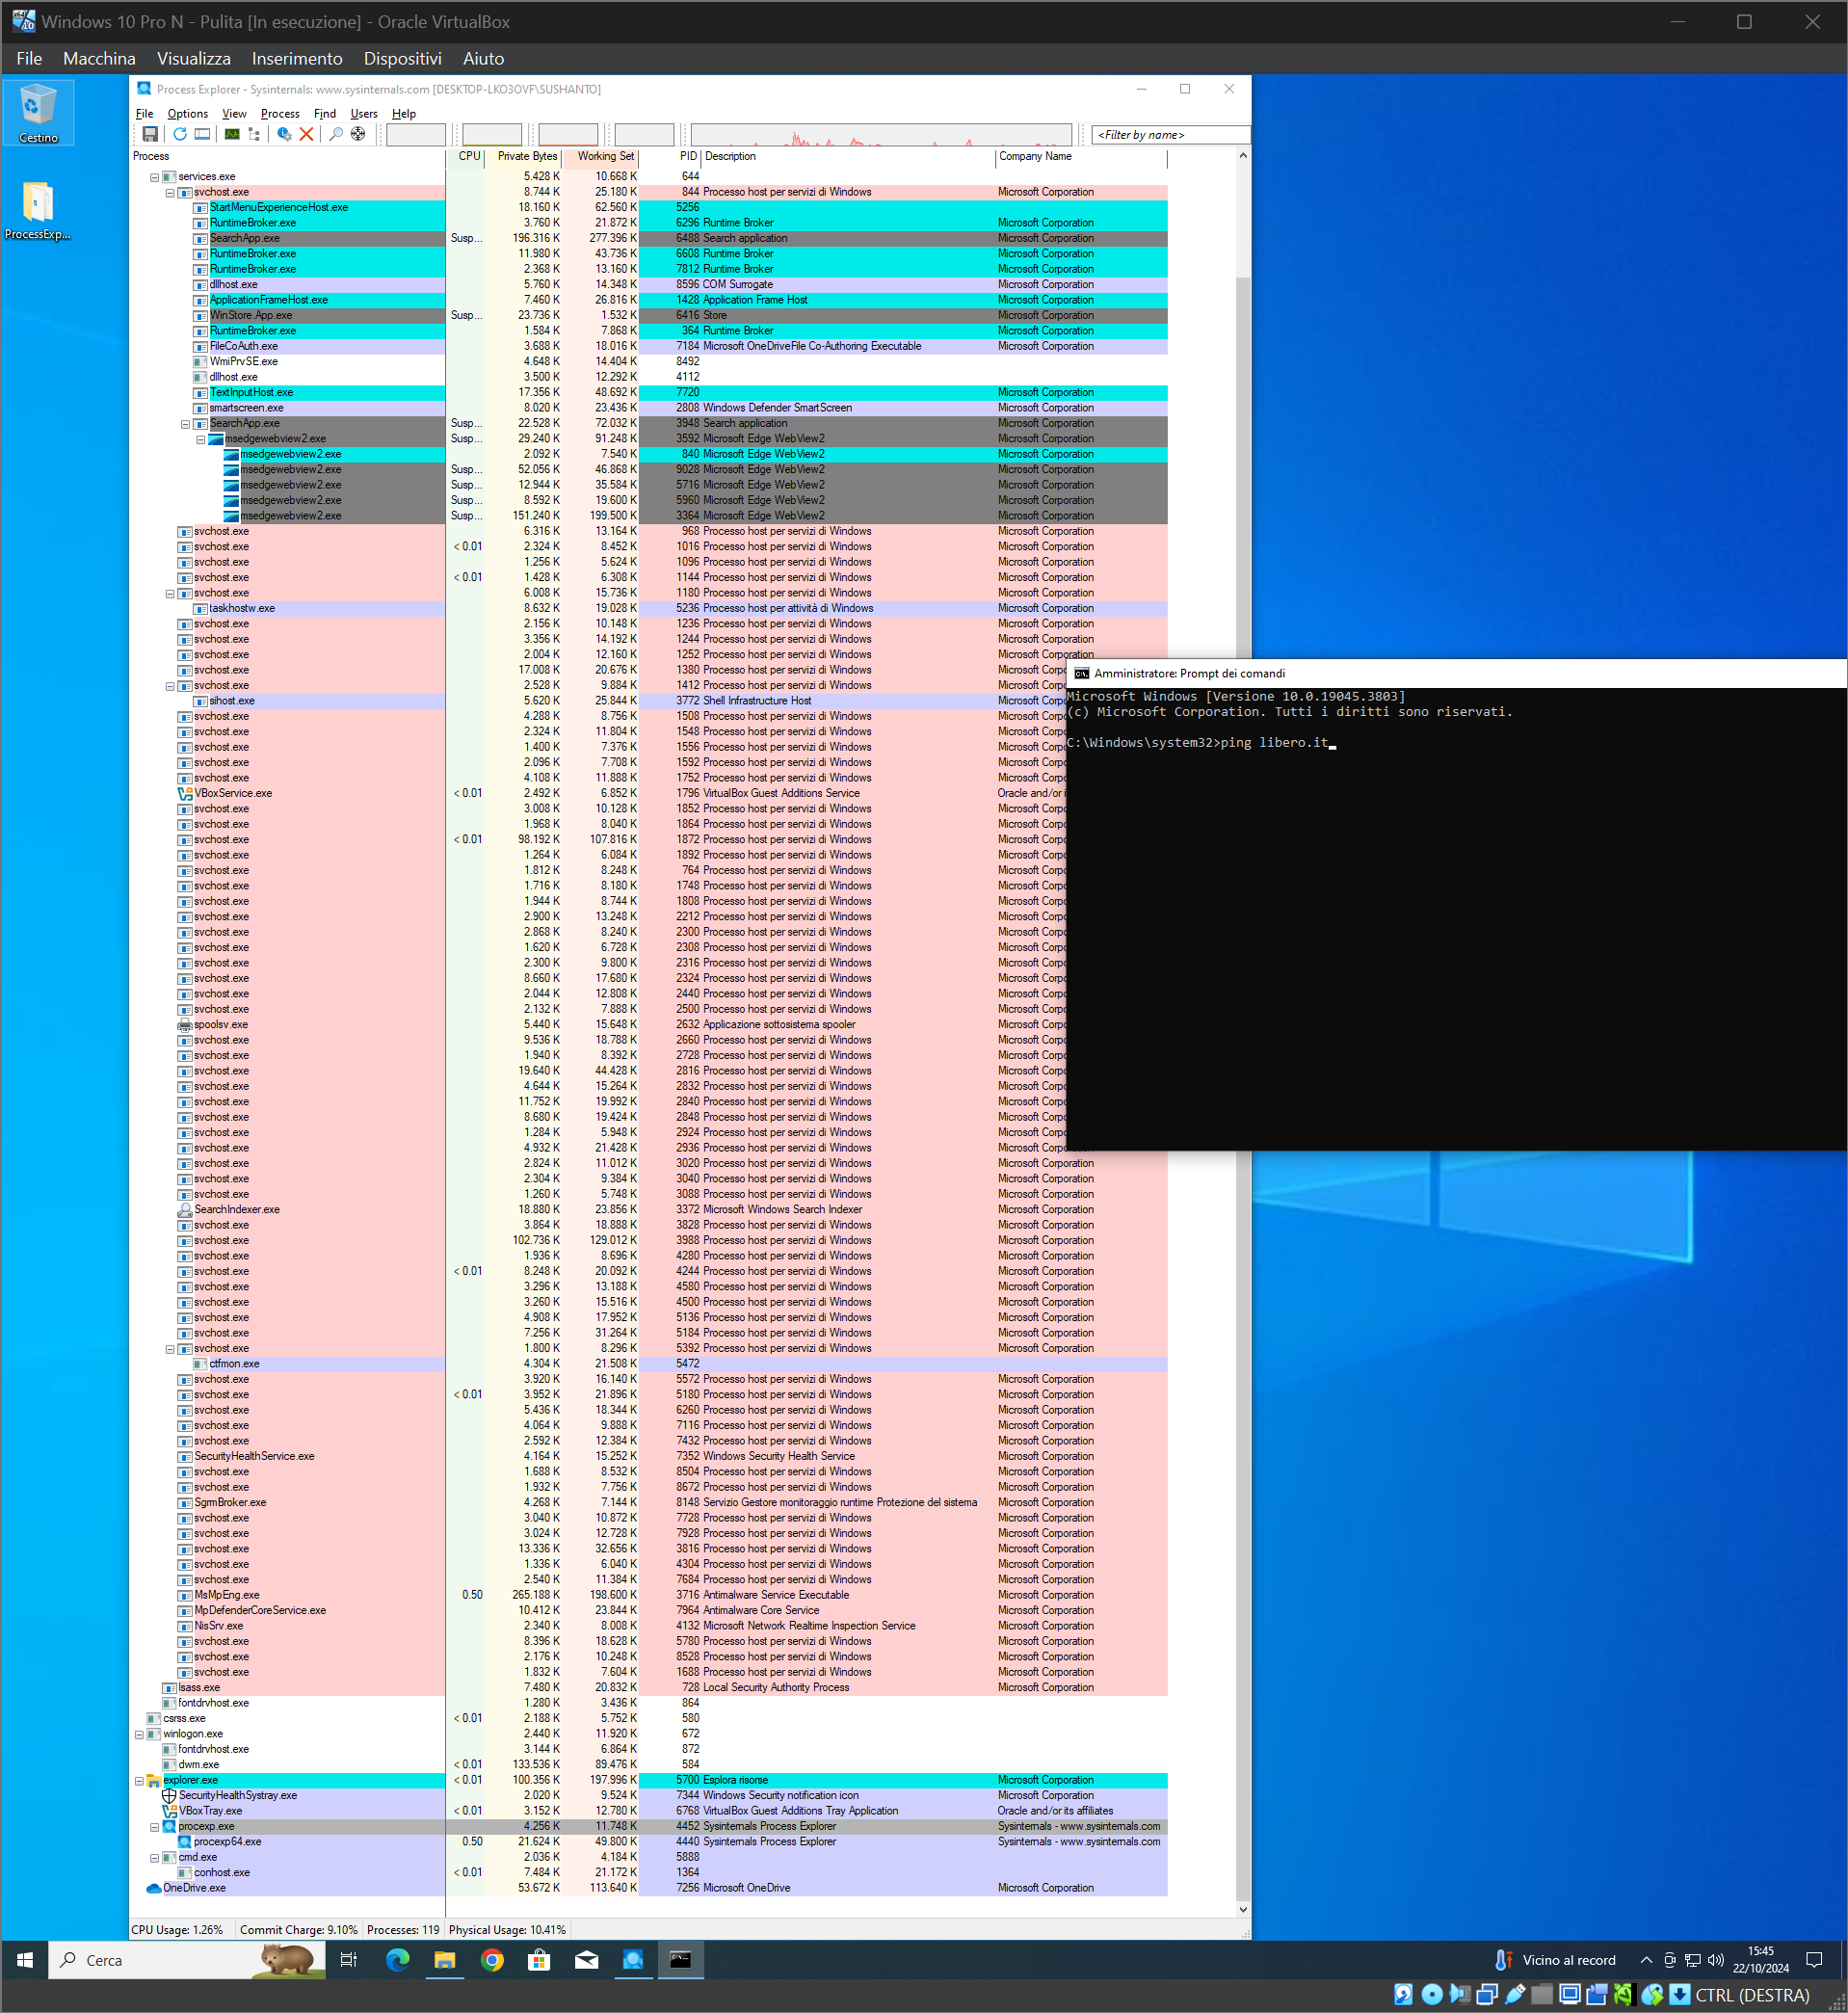 Windows 10 Pro N - Pulita [In esecuzione] - Oracle VirtualBox
File Macchina Visualizza Inserimento Dispositivi Aiuto
Cestino
ProcessExp...
Process Explorer - Sysinternals: www.sysinternals.com [DESKTOP-LKO3OVF\SUSHANTO]
File Options View Process Find Users Help
<Filter by name>
Process CPU Private Bytes Working Set PID Description Company Name
services.exe 5.428 K 10.668 K 644
svchost.exe 8.744 K 25.180 K 844 Processo host per servizi di Windows Microsoft Corporation
StartMenuExperienceHost.exe 18.160 K 62.560 K 5256
RuntimeBroker.exe 3.760 K 21.872 K 6296 Runtime Broker Microsoft Corporation
SearchApp.exe Susp... 196.316 K 277.396 K 6488 Search application Microsoft Corporation
RuntimeBroker.exe 11.980 K 43.736 K 6608 Runtime Broker Microsoft Corporation
RuntimeBroker.exe 2.368 K 13.160 K 7812 Runtime Broker Microsoft Corporation
dllhost.exe 5.760 K 14.348 K 8596 COM Surrogate Microsoft Corporation
ApplicationFrameHost.exe 7.460 K 26.816 K 1428 Application Frame Host Microsoft Corporation
WinStore.App.exe Susp... 23.736 K 1.532 K 6416 Store Microsoft Corporation
RuntimeBroker.exe 1.584 K 7.868 K 364 Runtime Broker Microsoft Corporation
FileCoAuth.exe 3.688 K 18.016 K 7184 Microsoft OneDriveFile Co-Authoring Executable Microsoft Corporation
WmiPrvSE.exe 4.648 K 14.404 K 8492
dllhost.exe 3.500 K 12.292 K 4112
TextInputHost.exe 17.356 K 48.692 K 7720 Microsoft Corporation
smartscreen.exe 8.020 K 23.436 K 2808 Windows Defender SmartScreen Microsoft Corporation
SearchApp.exe Susp... 22.528 K 72.032 K 3948 Search application Microsoft Corporation
msedgewebview2.exe Susp... 29.240 K 91.248 K 3592 Microsoft Edge WebView2 Microsoft Corporation
msedgewebview2.exe 2.092 K 7.540 K 840 Microsoft Edge WebView2 Microsoft Corporation
msedgewebview2.exe Susp... 52.056 K 46.868 K 9028 Microsoft Edge WebView2 Microsoft Corporation
msedgewebview2.exe Susp... 12.944 K 35.584 K 5716 Microsoft Edge WebView2 Microsoft Corporation
msedgewebview2.exe Susp... 8.592 K 19.600 K 5960 Microsoft Edge WebView2 Microsoft Corporation
msedgewebview2.exe Susp... 151.240 K 199.500 K 3364 Microsoft Edge WebView2 Microsoft Corporation
svchost.exe 6.316 K 13.164 K 968 Processo host per servizi di Windows Microsoft Corporation
svchost.exe < 0.01 2.324 K 8.452 K 1016 Processo host per servizi di Windows Microsoft Corporation
svchost.exe 1.256 K 5.624 K 1096 Processo host per servizi di Windows Microsoft Corporation
svchost.exe < 0.01 1.428 K 6.308 K 1144 Processo host per servizi di Windows Microsoft Corporation
svchost.exe 6.008 K 15.736 K 1180 Processo host per servizi di Windows Microsoft Corporation
taskhostw.exe 8.632 K 19.028 K 5236 Processo host per attività di Windows Microsoft Corporation
svchost.exe 2.156 K 10.148 K 1236 Processo host per servizi di Windows Microsoft Corporation
svchost.exe 3.356 K 14.192 K 1244 Processo host per servizi di Windows Microsoft Corporation
svchost.exe 2.004 K 12.160 K 1252 Processo host per servizi di Windows Microsoft Corporation
svchost.exe 17.008 K 20.676 K 1380 Processo host per servizi di Windows Microsoft Corp
svchost.exe 2.528 K 9.884 K 1412 Processo host per servizi di Windows Microsoft Corp
sihost.exe 5.620 K 25.844 K 3772 Shell Infrastructure Host Microsoft Corp
svchost.exe 4.288 K 8.756 K 1508 Processo host per servizi di Windows Microsoft Corp
svchost.exe 2.324 K 11.804 K 1548 Processo host per servizi di Windows Microsoft Corp
svchost.exe 1.400 K 7.376 K 1556 Processo host per servizi di Windows Microsoft Corp
svchost.exe 2.096 K 7.708 K 1592 Processo host per servizi di Windows Microsoft Corp
svchost.exe 4.108 K 11.888 K 1752 Processo host per servizi di Windows Microsoft Corp
VBoxService.exe < 0.01 2.492 K 6.852 K 1796 VirtualBox Guest Additions Service Oracle and/or i
svchost.exe 3.008 K 10.128 K 1852 Processo host per servizi di Windows Microsoft Corp
svchost.exe 1.968 K 8.040 K 1864 Processo host per servizi di Windows Microsoft Corp
svchost.exe < 0.01 98.192 K 107.816 K 1872 Processo host per servizi di Windows Microsoft Corp
svchost.exe 1.264 K 6.084 K 1892 Processo host per servizi di Windows Microsoft Corp
svchost.exe 1.812 K 8.248 K 764 Processo host per servizi di Windows Microsoft Corp
svchost.exe 1.716 K 8.180 K 1748 Processo host per servizi di Windows Microsoft Corp
svchost.exe 1.944 K 8.744 K 1808 Processo host per servizi di Windows Microsoft Corp
svchost.exe 2.900 K 13.248 K 2212 Processo host per servizi di Windows Microsoft Corp
svchost.exe 2.868 K 8.240 K 2300 Processo host per servizi di Windows Microsoft Corp
svchost.exe 1.620 K 6.728 K 2308 Processo host per servizi di Windows Microsoft Corp
svchost.exe 2.300 K 9.800 K 2316 Processo host per servizi di Windows Microsoft Corp
svchost.exe 8.660 K 17.680 K 2324 Processo host per servizi di Windows Microsoft Corp
svchost.exe 2.044 K 12.808 K 2440 Processo host per servizi di Windows Microsoft Corp
svchost.exe 2.132 K 7.888 K 2500 Processo host per servizi di Windows Microsoft Corp
spoolsv.exe 5.440 K 15.648 K 2632 Applicazione sottosistema spooler Microsoft Corp
svchost.exe 9.536 K 18.788 K 2660 Processo host per servizi di Windows Microsoft Corp
svchost.exe 1.940 K 8.392 K 2728 Processo host per servizi di Windows Microsoft Corp
svchost.exe 19.640 K 44.428 K 2816 Processo host per servizi di Windows Microsoft Corp
svchost.exe 4.644 K 15.264 K 2832 Processo host per servizi di Windows Microsoft Corp
svchost.exe 11.752 K 19.992 K 2840 Processo host per servizi di Windows Microsoft Corp
svchost.exe 8.680 K 19.424 K 2848 Processo host per servizi di Windows Microsoft Corp
svchost.exe 1.284 K 5.948 K 2924 Processo host per servizi di Windows Microsoft Corp
svchost.exe 4.932 K 21.428 K 2936 Processo host per servizi di Windows Microsoft Corporation
svchost.exe 2.824 K 11.012 K 3020 Processo host per servizi di Windows Microsoft Corporation
svchost.exe 2.304 K 9.384 K 3040 Processo host per servizi di Windows Microsoft Corporation
svchost.exe 1.260 K 5.748 K 3088 Processo host per servizi di Windows Microsoft Corporation
SearchIndexer.exe 18.880 K 23.856 K 3372 Microsoft Windows Search Indexer Microsoft Corporation
svchost.exe 3.864 K 18.888 K 3828 Processo host per servizi di Windows Microsoft Corporation
svchost.exe 102.736 K 129.012 K 3988 Processo host per servizi di Windows Microsoft Corporation
svchost.exe 1.936 K 8.696 K 4280 Processo host per servizi di Windows Microsoft Corporation
svchost.exe < 0.01 8.248 K 20.092 K 4244 Processo host per servizi di Windows Microsoft Corporation
svchost.exe 3.296 K 13.188 K 4580 Processo host per servizi di Windows Microsoft Corporation
svchost.exe 3.260 K 15.516 K 4500 Processo host per servizi di Windows Microsoft Corporation
svchost.exe 4.908 K 17.952 K 5136 Processo host per servizi di Windows Microsoft Corporation
svchost.exe 7.256 K 31.264 K 5184 Processo host per servizi di Windows Microsoft Corporation
svchost.exe 1.800 K 8.296 K 5392 Processo host per servizi di Windows Microsoft Corporation
ctfmon.exe 4.304 K 21.508 K 5472
svchost.exe 3.920 K 16.140 K 5572 Processo host per servizi di Windows Microsoft Corporation
svchost.exe < 0.01 3.952 K 21.896 K 5180 Processo host per servizi di Windows Microsoft Corporation
svchost.exe 5.436 K 18.344 K 6260 Processo host per servizi di Windows Microsoft Corporation
svchost.exe 4.064 K 9.888 K 7116 Processo host per servizi di Windows Microsoft Corporation
svchost.exe 2.592 K 12.384 K 7432 Processo host per servizi di Windows Microsoft Corporation
SecurityHealthService.exe 4.164 K 15.252 K 7352 Windows Security Health Service Microsoft Corporation
svchost.exe 1.688 K 8.532 K 8504 Processo host per servizi di Windows Microsoft Corporation
svchost.exe 1.932 K 7.756 K 8672 Processo host per servizi di Windows Microsoft Corporation
SgrmBroker.exe 4.268 K 7.144 K 8148 Servizio Gestore monitoraggio runtime Protezione del sistema Microsoft Corporation
svchost.exe 3.040 K 10.872 K 7728 Processo host per servizi di Windows Microsoft Corporation
svchost.exe 3.024 K 12.728 K 7928 Processo host per servizi di Windows Microsoft Corporation
svchost.exe 13.336 K 32.656 K 3816 Processo host per servizi di Windows Microsoft Corporation
svchost.exe 1.336 K 6.040 K 4304 Processo host per servizi di Windows Microsoft Corporation
svchost.exe 2.540 K 11.384 K 7684 Processo host per servizi di Windows Microsoft Corporation
MsMpEng.exe 0.50 265.188 K 198.600 K 3716 Antimalware Service Executable Microsoft Corporation
MpDefenderCoreService.exe 10.412 K 23.844 K 7964 Antimalware Core Service Microsoft Corporation
NisSrv.exe 2.340 K 8.008 K 4132 Microsoft Network Realtime Inspection Service Microsoft Corporation
svchost.exe 8.396 K 18.628 K 5780 Processo host per servizi di Windows Microsoft Corporation
svchost.exe 2.176 K 10.248 K 8528 Processo host per servizi di Windows Microsoft Corporation
svchost.exe 1.832 K 7.604 K 1688 Processo host per servizi di Windows Microsoft Corporation
lsass.exe 7.480 K 20.832 K 728 Local Security Authority Process Microsoft Corporation
fontdrvhost.exe 1.280 K 3.436 K 864
csrss.exe < 0.01 2.188 K 5.752 K 580
winlogon.exe 2.440 K 11.920 K 672
fontdrvhost.exe 3.144 K 6.864 K 872
dwm.exe < 0.01 133.536 K 89.476 K 584
explorer.exe < 0.01 100.356 K 197.996 K 5700 Esplora risorse Microsoft Corporation
SecurityHealthSystray.exe 2.020 K 9.524 K 7344 Windows Security notification icon Microsoft Corporation
VBoxTray.exe < 0.01 3.152 K 12.780 K 6768 VirtualBox Guest Additions Tray Application Oracle and/or its affiliates
procexp.exe 4.256 K 11.748 K 4452 Sysinternals Process Explorer Sysinternals - www.sysinternals.com
procexp64.exe 0.50 21.624 K 49.800 K 4440 Sysinternals Process Explorer Sysinternals - www.sysinternals.com
cmd.exe 2.036 K 4.184 K 5888
conhost.exe < 0.01 7.484 K 21.172 K 1364
OneDrive.exe 53.672 K 113.640 K 7256 Microsoft OneDrive Microsoft Corporation
CPU Usage: 1.26% Commit Charge: 9.10% Processes: 119 Physical Usage: 10.41%
Amministratore: Prompt dei comandi
Microsoft Windows [Versione 10.0.19045.3803]
(c) Microsoft Corporation. Tutti i diritti sono riservati.
C:\Windows\system32>ping libero.it
Cerca
Vicino al record
15:45
22/10/2024
CTRL (DESTRA)